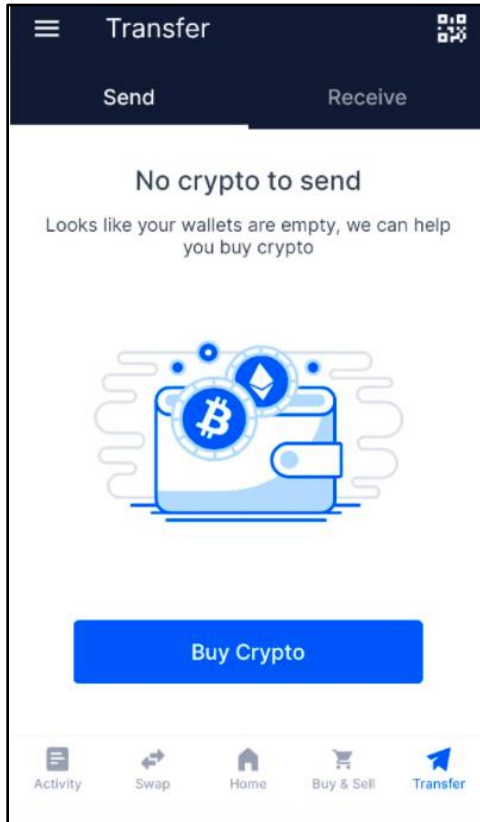 Transfer
Send
Receive
No crypto to send
Looks like your wallets are empty, we can help
you buy crypto
Buy Crypto
Activity
Swap
Home
Buy & Sell
Transfer